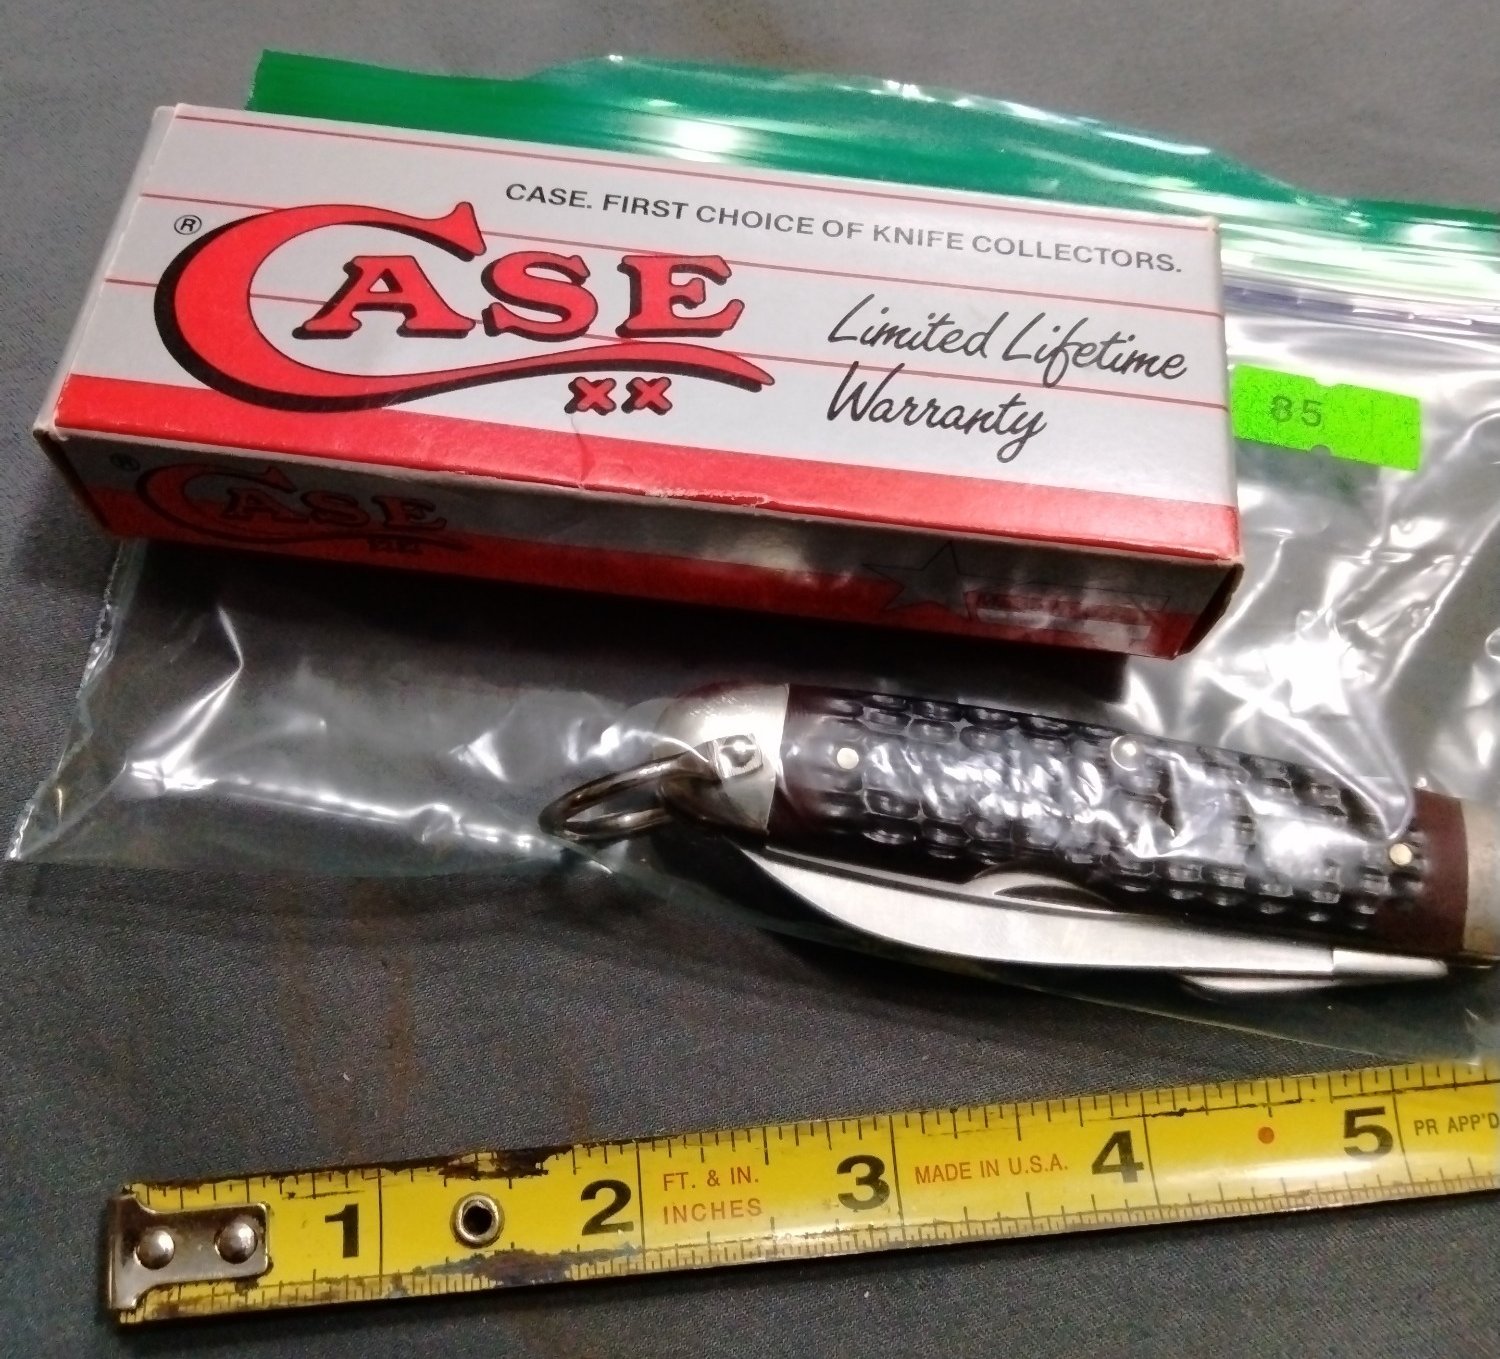 CASE. FIRST CHOICE OF KNIFE COLLECTORS.
® CASE
XX
Limited Lifetime
Warranty
85
® CASE
XX
1 2 FT. & IN. 3 MADE IN U.S.A. 4 5 PR APP'D
INCHES